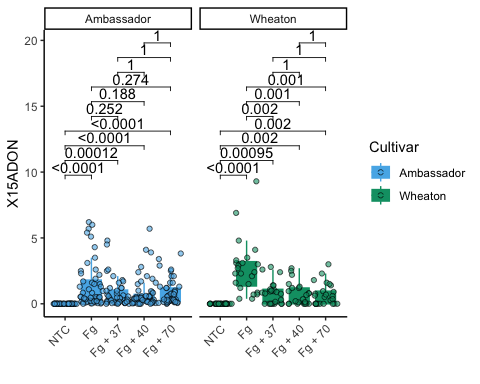 Ambassador
Wheaton
X15ADON
20
15
10
5
0
1
1
1
0.274
0.188
0.252
<0.0001
<0.0001
0.00012
<0.0001
1
1
1
0.001
0.001
0.002
0.002
0.002
0.00095
<0.0001
NTC
Fg
Fg + 37
Fg + 40
Fg + 70
NTC
Fg
Fg + 37
Fg + 40
Fg + 70
Cultivar
Ambassador
Wheaton